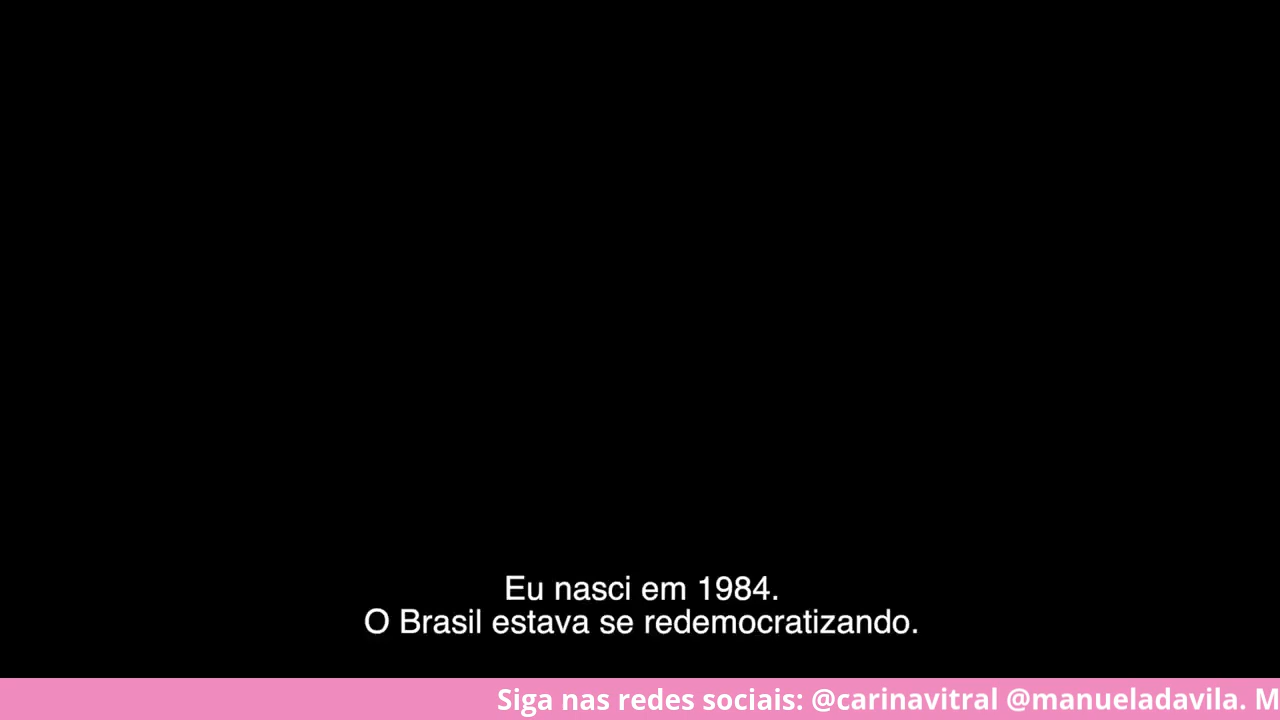 Eu nasci em 1984.
O Brasil estava se redemocratizando.
Siga nas redes sociais: @carinavitral @manueladavila. M